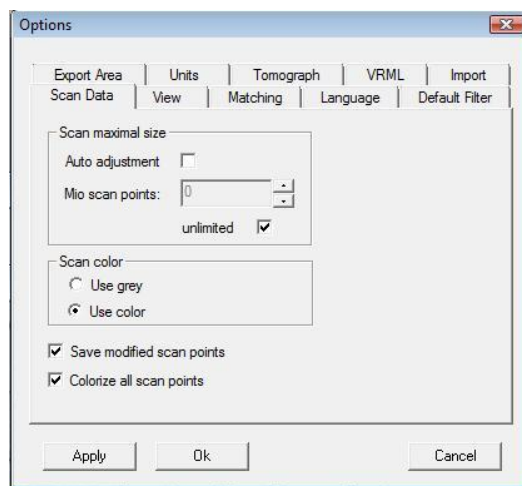 Options
Export Area Units Tomograph VRML Import
Scan Data View Matching Language Default Filter
Scan maximal size
Auto adjustment
Mio scan points: 0
unlimited
Scan color
Use grey
Use color
Save modified scan points
Colorize all scan points
Apply Ok Cancel